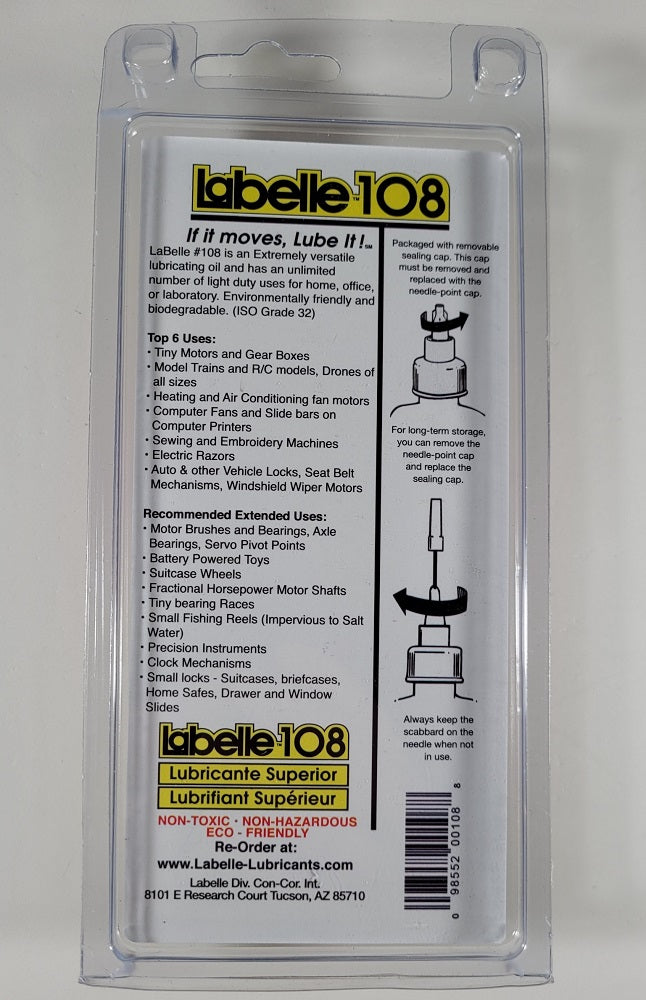 Labelle™108
If it moves, Lube It!℠
LaBelle #108 is an Extremely versatile
lubricating oil and has an unlimited
number of light duty uses for home, office,
or laboratory. Environmentally friendly and
biodegradable. (ISO Grade 32)
Top 6 Uses:
• Tiny Motors and Gear Boxes
• Model Trains and R/C models, Drones of
all sizes
• Heating and Air Conditioning fan motors
• Computer Fans and Slide bars on
Computer Printers
• Sewing and Embroidery Machines
• Electric Razors
• Auto & other Vehicle Locks, Seat Belt
Mechanisms, Windshield Wiper Motors
Recommended Extended Uses:
• Motor Brushes and Bearings, Axle
Bearings, Servo Pivot Points
• Battery Powered Toys
• Suitcase Wheels
• Fractional Horsepower Motor Shafts
• Tiny bearing Races
• Small Fishing Reels (Impervious to Salt
Water)
• Precision Instruments
• Clock Mechanisms
• Small locks - Suitcases, briefcases,
Home Safes, Drawer and Window
Slides
Labelle™108
Lubricante Superior
Lubrifiant Supérieur
NON-TOXIC • NON-HAZARDOUS
ECO - FRIENDLY
Re-Order at:
www.Labelle-Lubricants.com
Labelle Div. Con-Cor. Int.
8101 E Research Court Tucson, AZ 85710
Packaged with removable
sealing cap. This cap
must be removed and
replaced with the
needle-point cap.
For long-term storage,
you can remove the
needle-point cap
and replace the
sealing cap.
Always keep the
scabbard on the
needle when not
in use.
0 98552 00108 8